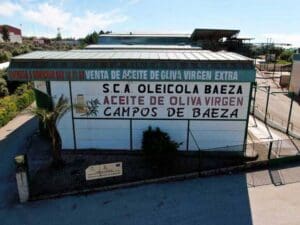 VENTA DE ACEITE DE OLIVA VIRGEN EXTRA
S.C.A. OLEICOLA BAEZA
ACEITE DE OLIVA VIRGEN
CAMPOS DE BAEZA